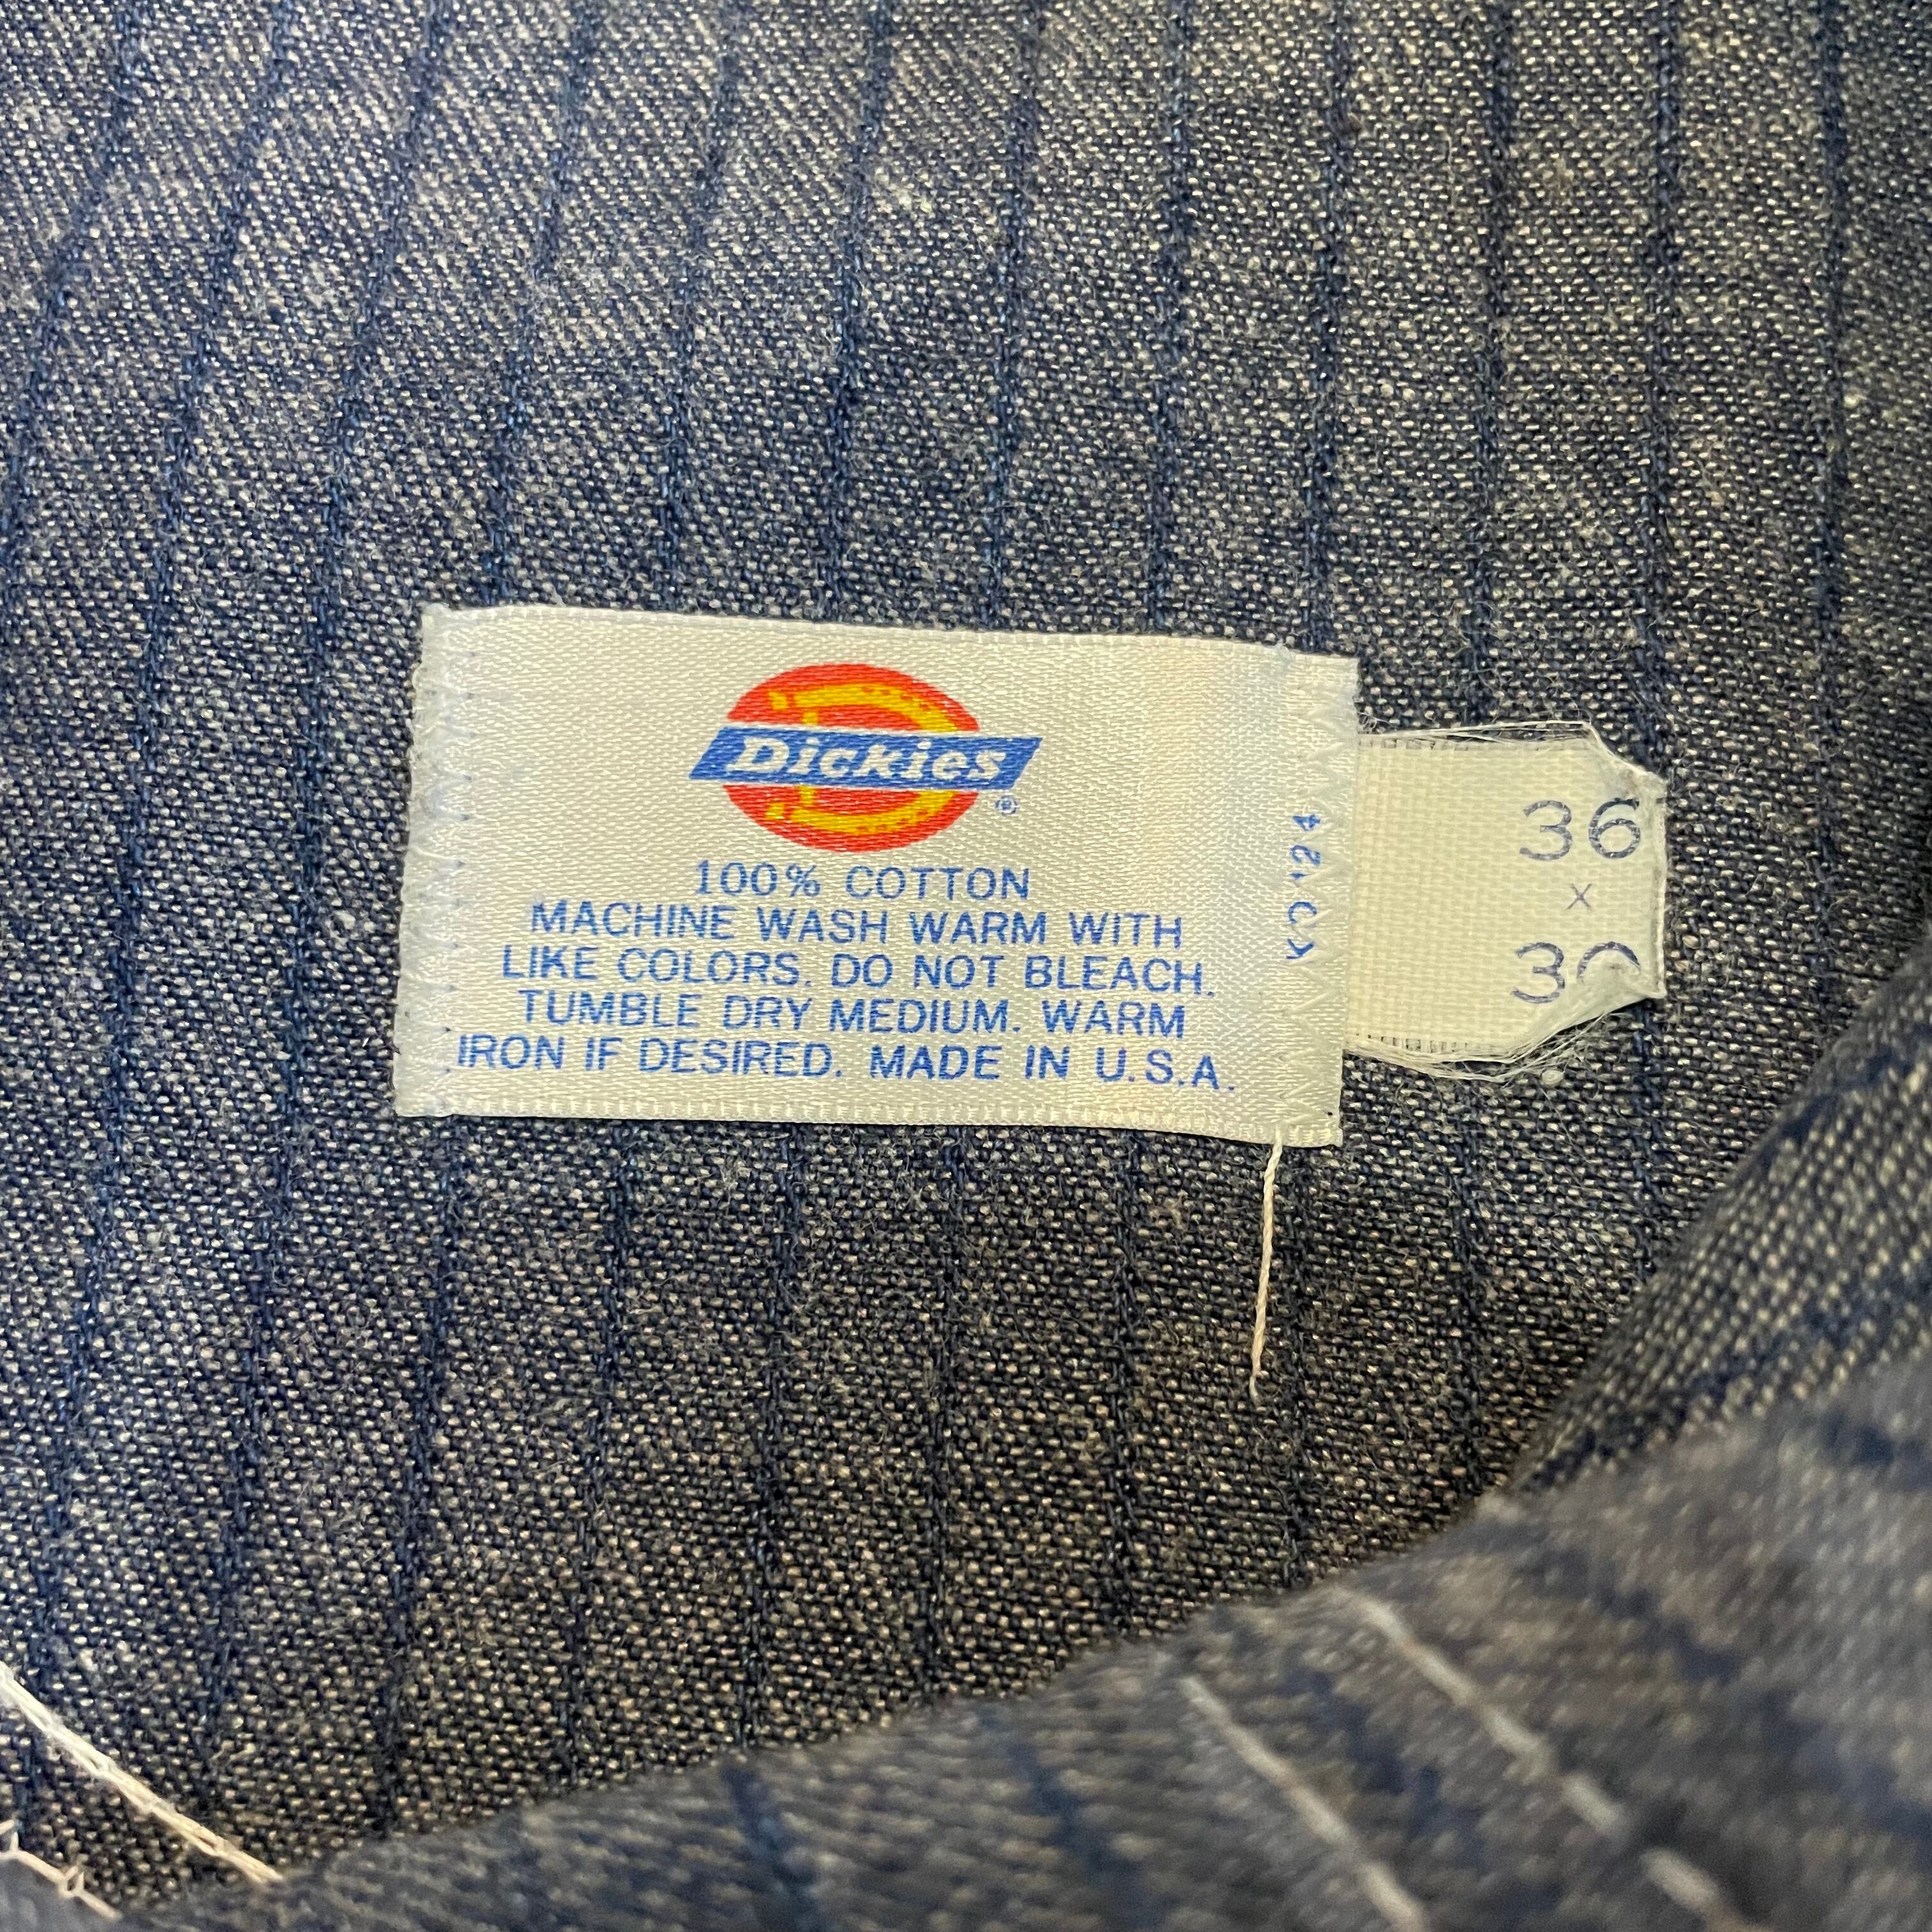 Dickies
®
100% COTTON
MACHINE WASH WARM WITH
LIKE COLORS. DO NOT BLEACH.
TUMBLE DRY MEDIUM. WARM
IRON IF DESIRED. MADE IN U.S.A.
36
x